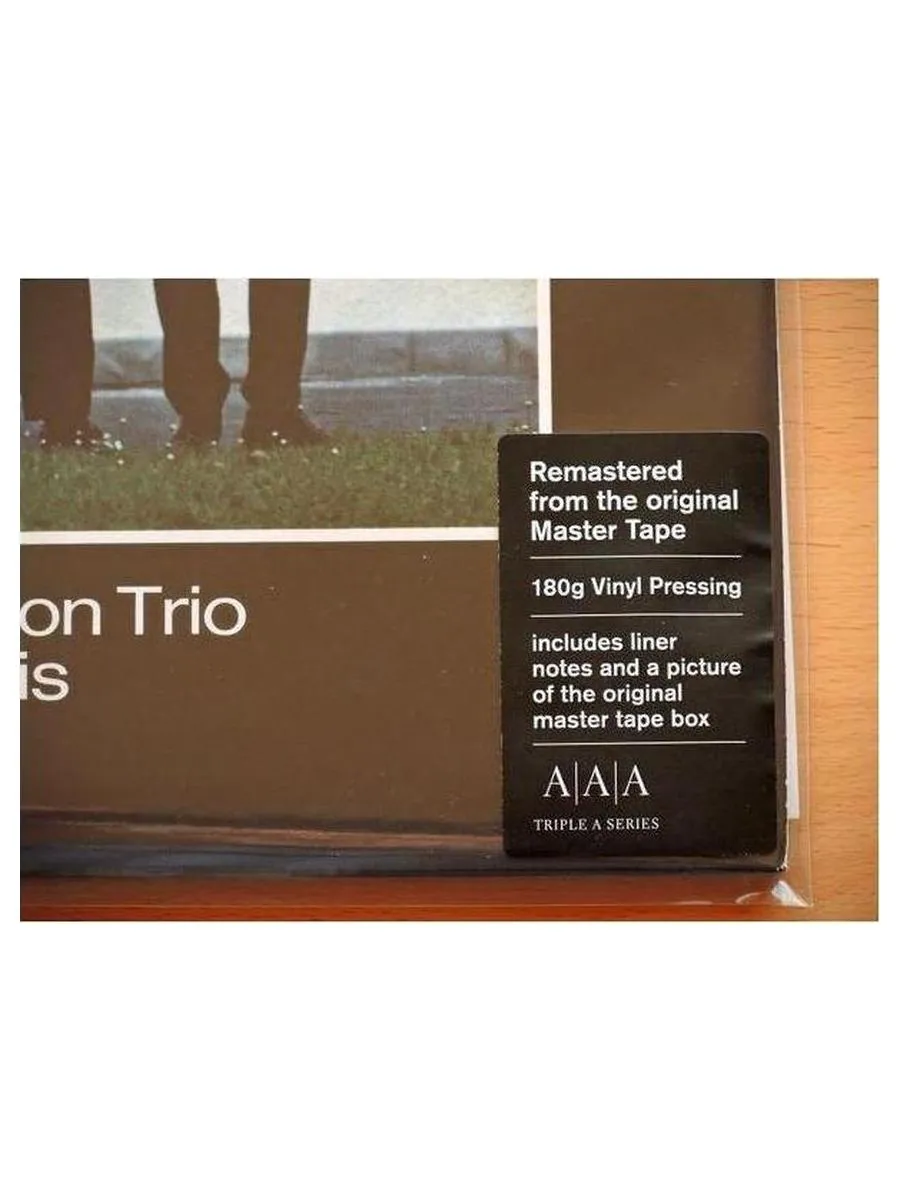 on Trio
is
Remastered
from the original
Master Tape
180g Vinyl Pressing
includes liner
notes and a picture
of the original
master tape box
A|A|A
TRIPLE A SERIES